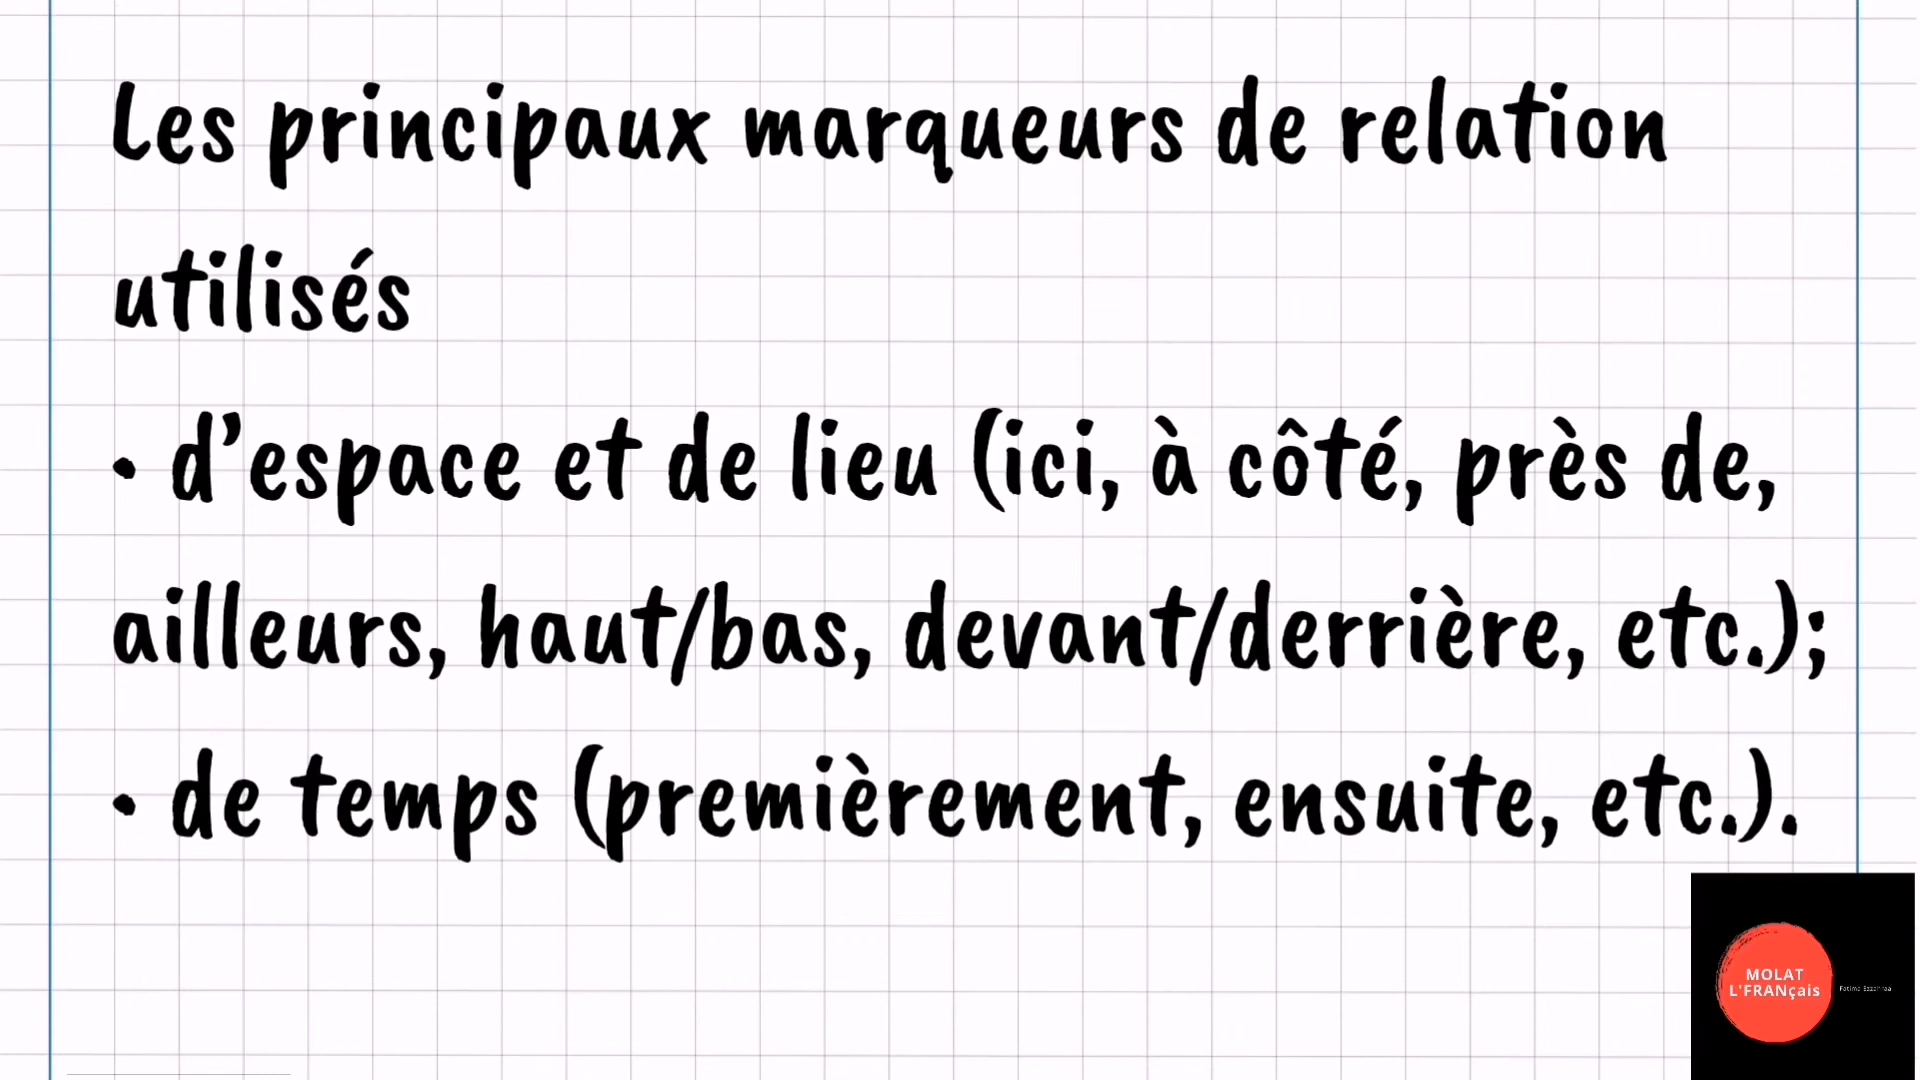 Les principaux marqueurs de relation
utilisés
• d’espace et de lieu (ici, à côté, près de,
ailleurs, haut/bas, devant/derrière, etc.);
• de temps (premièrement, ensuite, etc.).
MOLAT
L'FRANçais